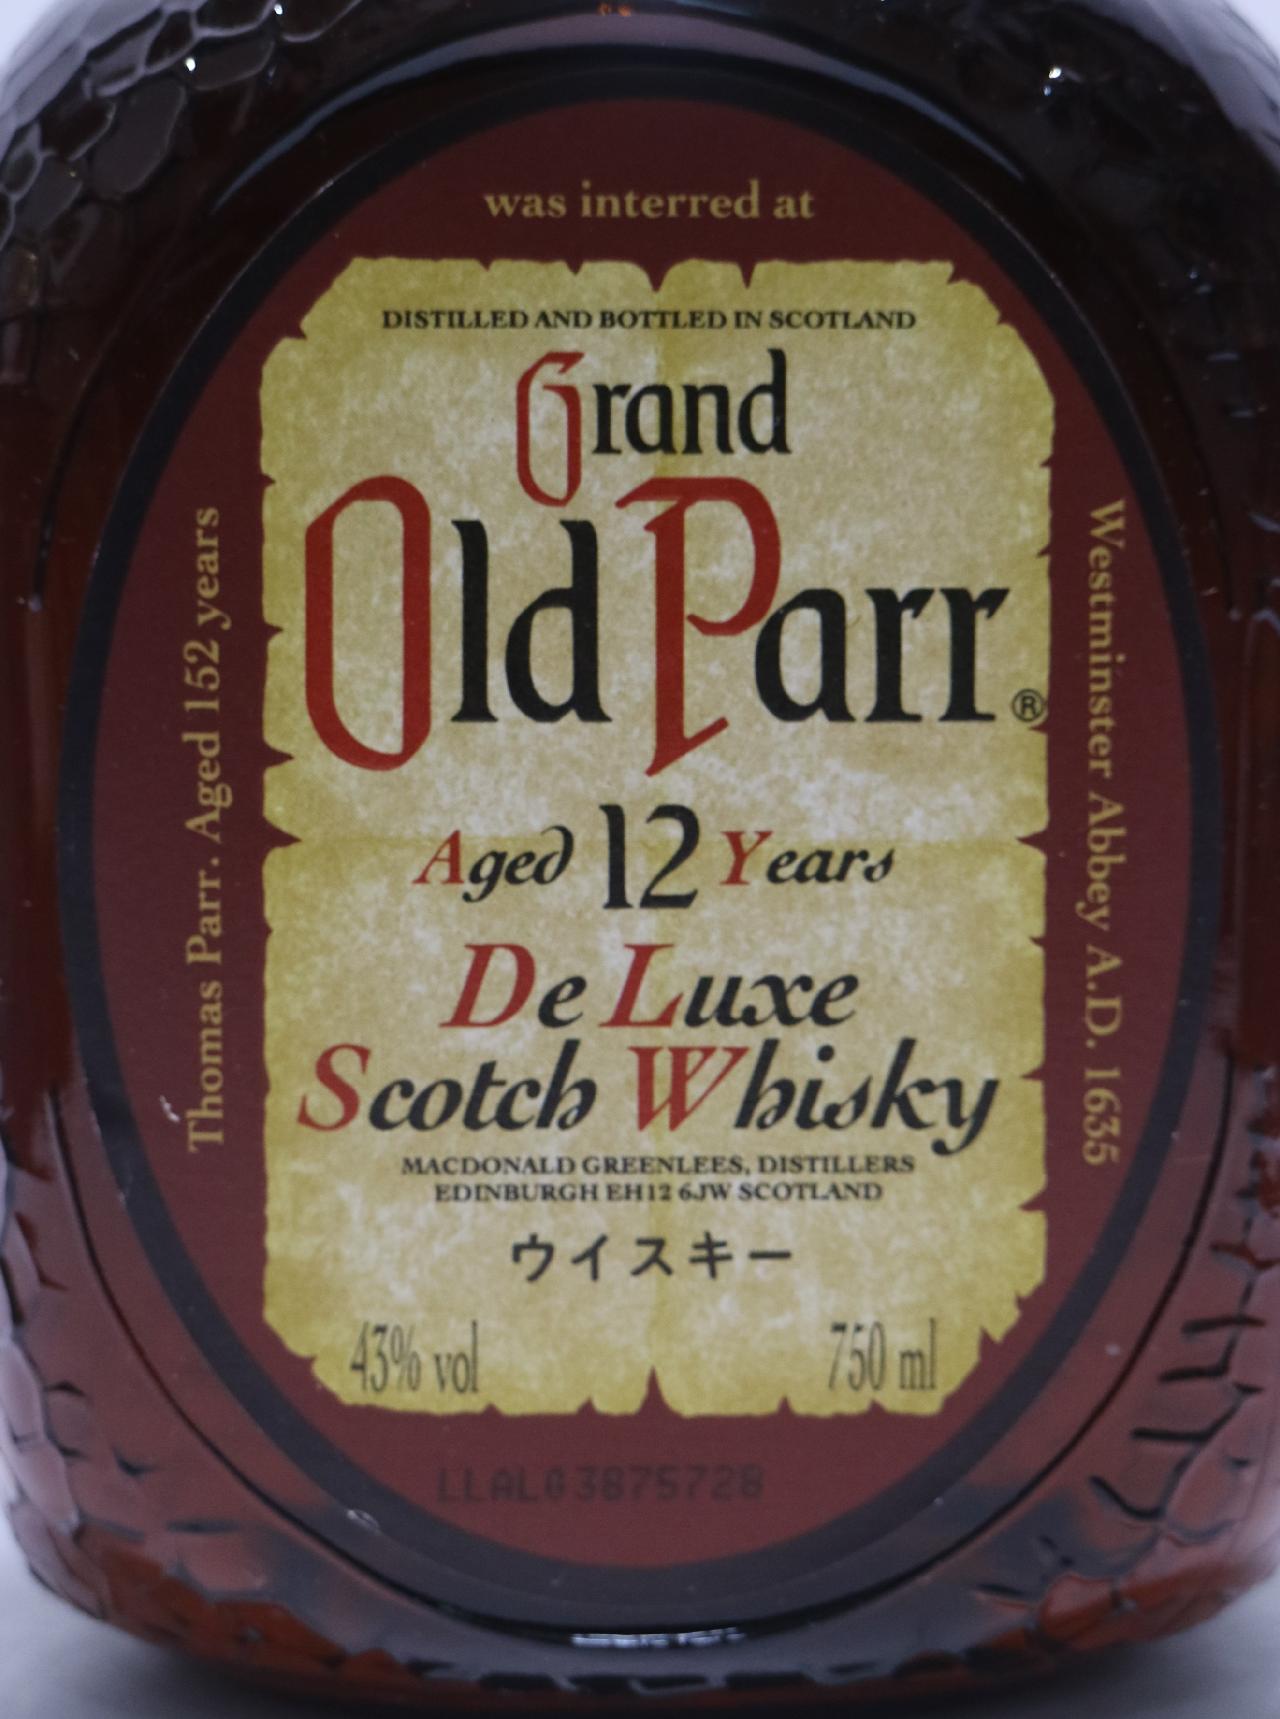 Thomas Parr. Aged 152 years
was interred at
Westminster Abbey A.D. 1635
DISTILLED AND BOTTLED IN SCOTLAND
Grand
Old Parr®
Aged 12 Years
De Luxe
Scotch Whisky
MACDONALD GREENLEES, DISTILLERS
EDINBURGH EH12 6JW SCOTLAND
ウイスキー
43% vol 750 ml
LLAL03875728